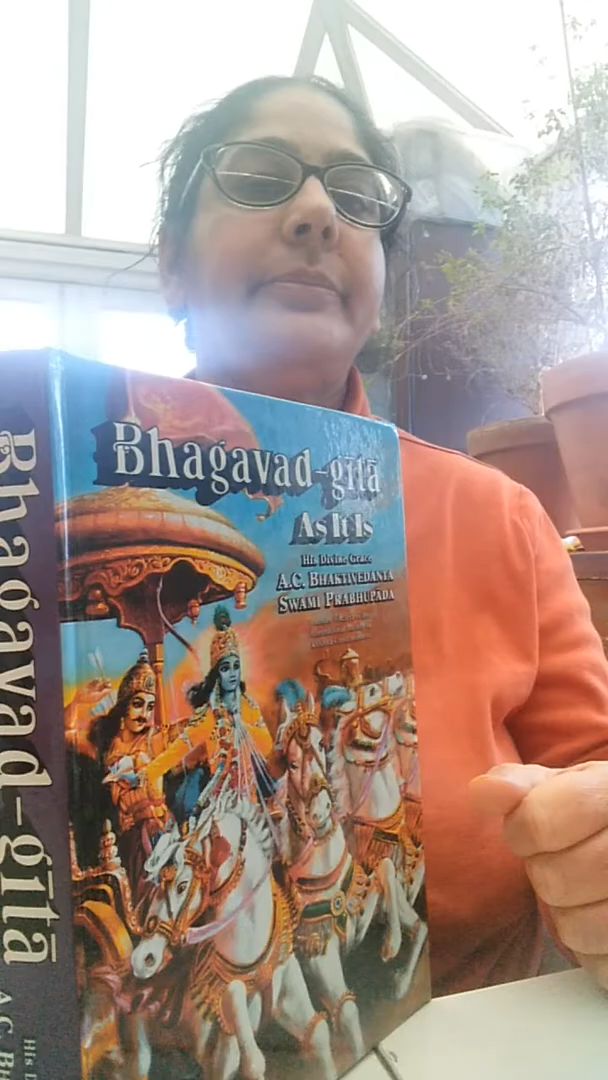 Bhagavad-gītā
As It Is
His Divine Grace
A.C. BHAKTIVEDANTA
SWAMI PRABHUPĀDA
Bhagavad-gītā
A.C.